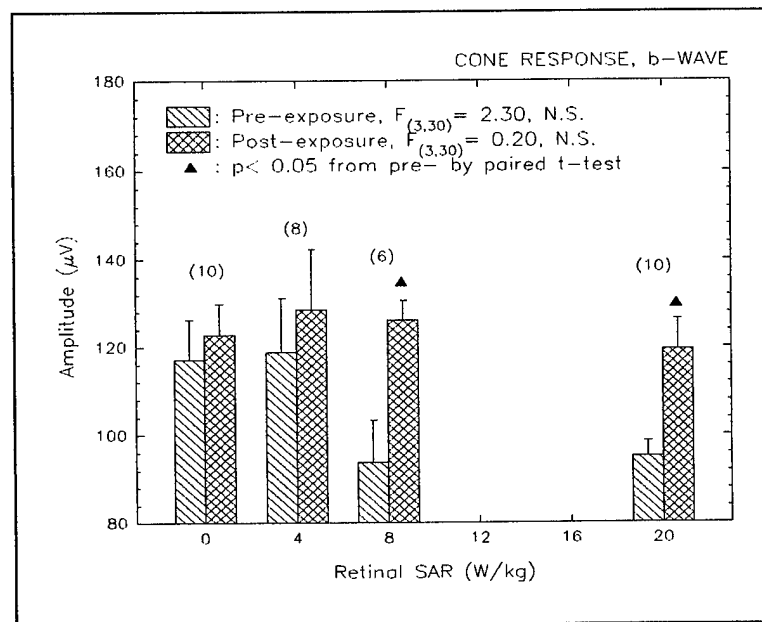 CONE RESPONSE, b-WAVE
180
160
140
120
100
80
: Pre-exposure, F(3,30)= 2.30, N.S.
: Post-exposure, F(3,30)= 0.20, N.S.
▲ : p< 0.05 from pre- by paired t-test
(10)
(8)
(6)
(10)
Amplitude (µV)
0 4 8 12 16 20
Retinal SAR (W/kg)